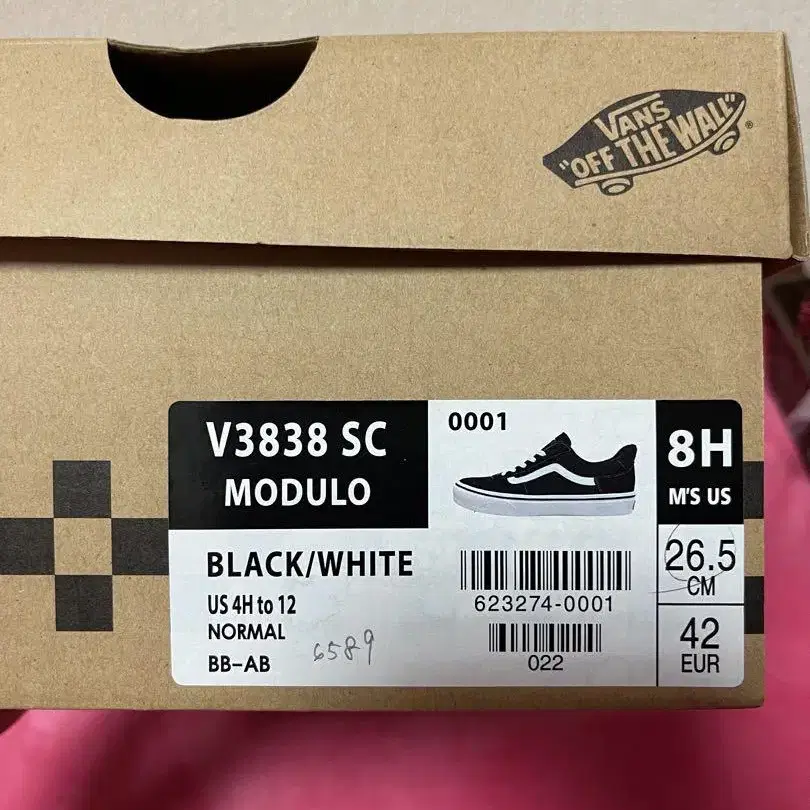 VANS
"OFF THE WALL"
®
V3838 SC
MODULO
0001
8H
M'S US
BLACK/WHITE
US 4H to 12
NORMAL
BB-AB
6589
623274-0001
022
26.5
CM
42
EUR